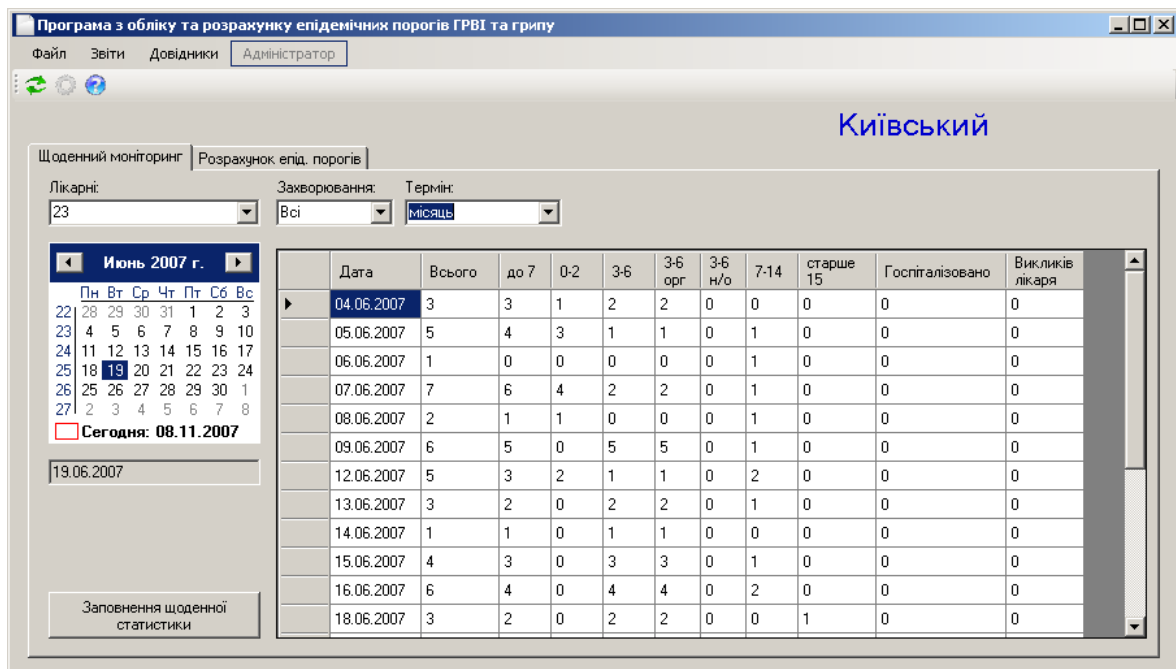 Програма з обліку та розрахунку епідемічних порогів ГРВІ та грипу
Файл Звіти Довідники Адміністратор
Київський
Щоденний моніторинг Розрахунок епід. порогів
Лікарні: Захворювання: Термін:
23 Всі місяць
Июнь 2007 г.
Пн Вт Ср Чт Пт Сб Вс
22 28 29 30 31 1 2 3
23 4 5 6 7 8 9 10
24 11 12 13 14 15 16 17
25 18 19 20 21 22 23 24
26 25 26 27 28 29 30 1
27 2 3 4 5 6 7 8
Сегодня: 08.11.2007
19.06.2007
Заповнення щоденної
статистики
Дата Всього до 7 0-2 3-6 3-6 орг 3-6 н/о 7-14 старше 15 Госпіталізовано Викликів лікаря
04.06.2007 3 3 1 2 2 0 0 0 0 0
05.06.2007 5 4 3 1 1 0 1 0 0 0
06.06.2007 1 0 0 0 0 0 1 0 0 0
07.06.2007 7 6 4 2 2 0 1 0 0 0
08.06.2007 2 1 1 0 0 0 1 0 0 0
09.06.2007 6 5 0 5 5 0 1 0 0 0
12.06.2007 5 3 2 1 1 0 2 0 0 0
13.06.2007 3 2 0 2 2 0 1 0 0 0
14.06.2007 1 1 0 1 1 0 0 0 0 0
15.06.2007 4 3 0 3 3 0 1 0 0 0
16.06.2007 6 4 0 4 4 0 2 0 0 0
18.06.2007 3 2 0 2 2 0 0 1 0 0